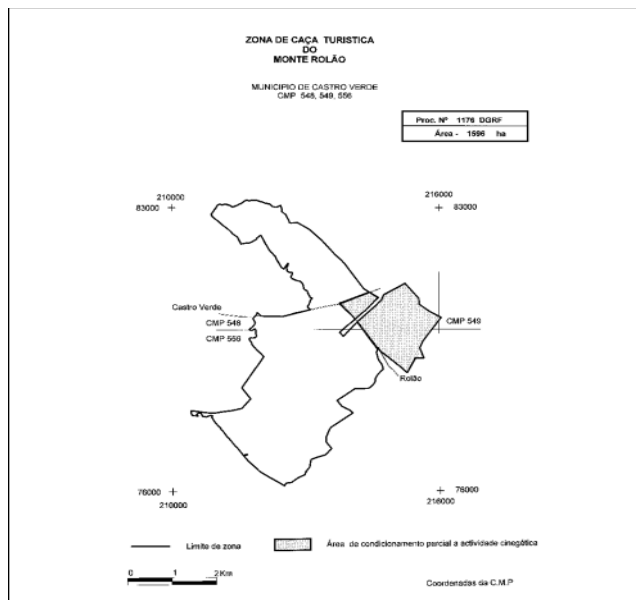 ZONA DE CAÇA TURISTICA
DO
MONTE ROLÃO
MUNICIPIO DE CASTRO VERDE
CMP 548, 549, 556
Proc. Nº 1176 DGRF
Área - 1596 ha
210000
83000
216000
83000
Castro Verde
CMP 548
CMP 549
CMP 556
Rolão
76000
210000
76000
216000
Limite de zona
Área de condicionamento parcial a actividade cinegética
0 1 2 Km
Coordenadas da C.M.P